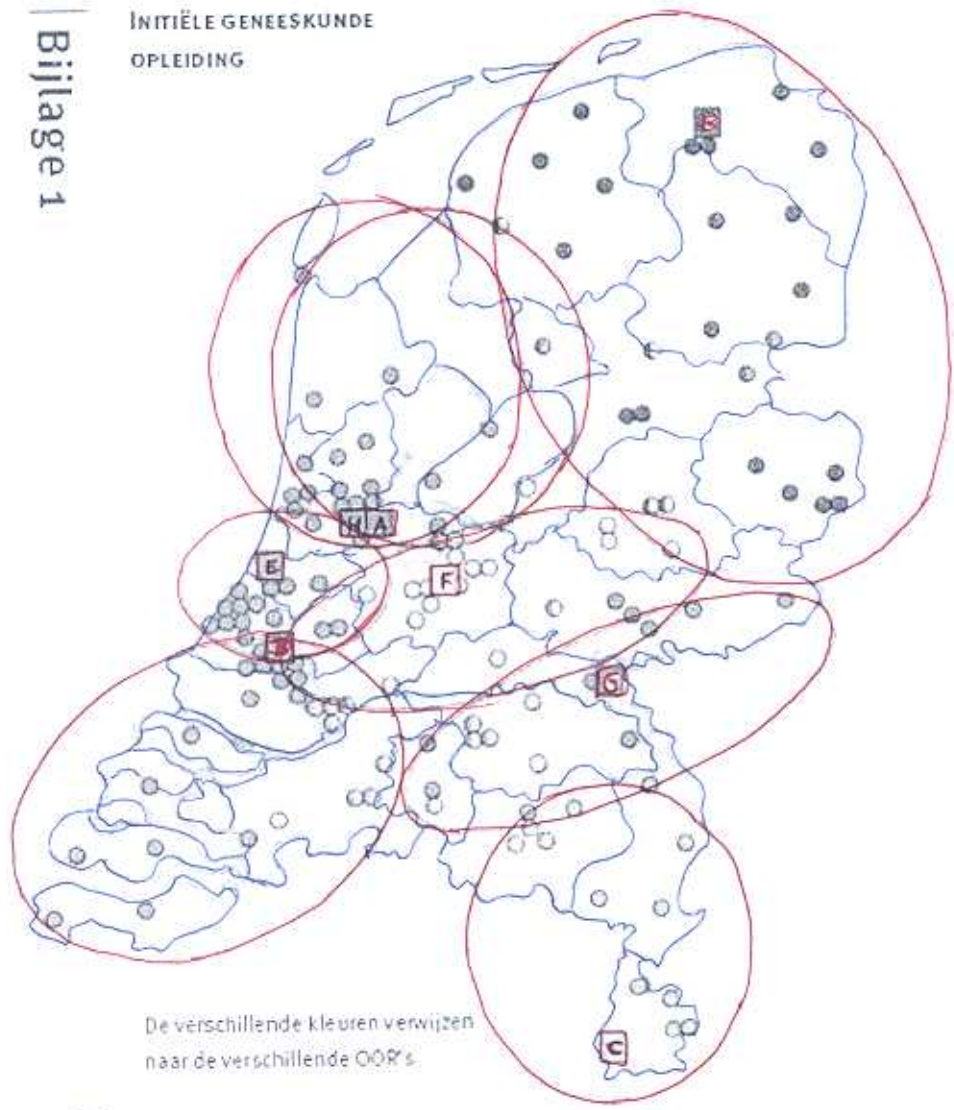 Bijlage 1
INITIËLE GENEESKUNDE
OPLEIDING
H A
E
F
G
C
De verschillende kleuren verwijzen
naar de verschillende OOR's